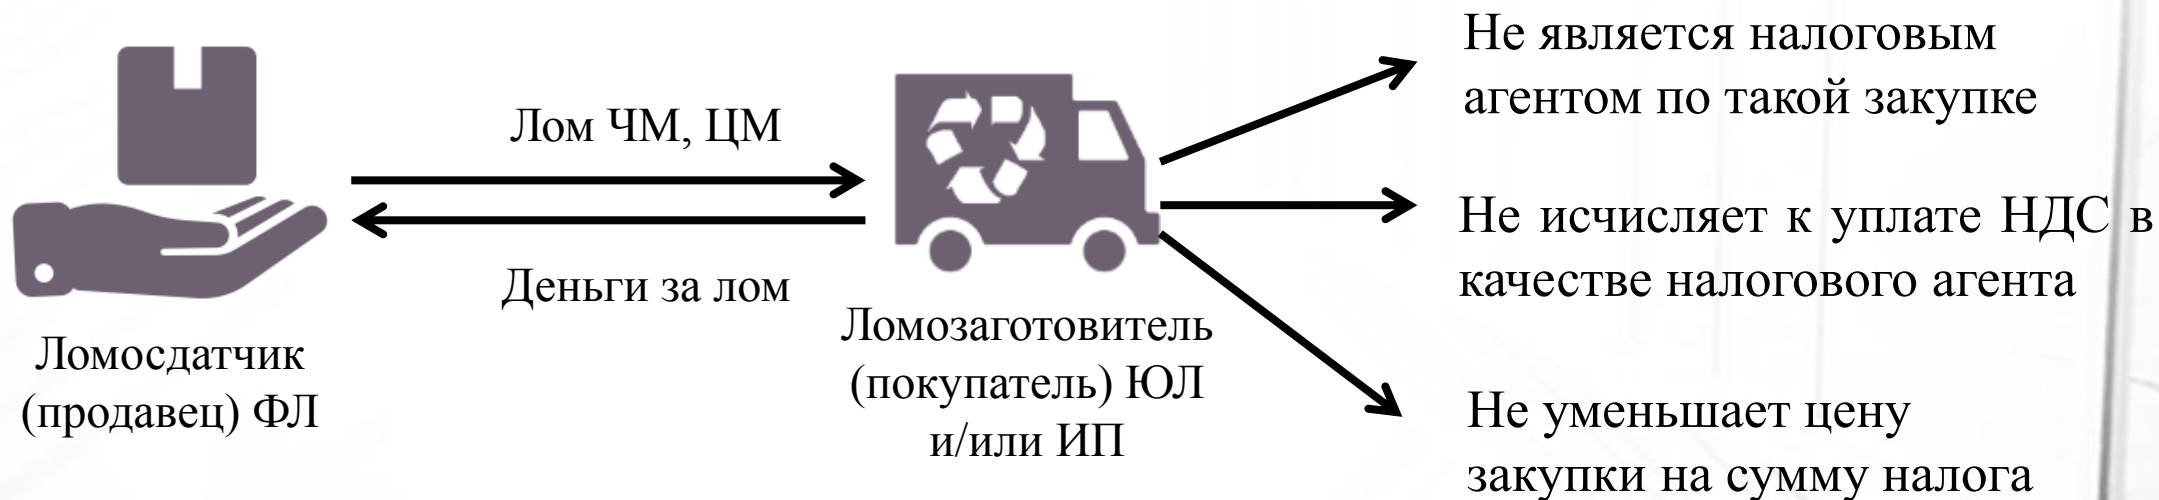 Лом ЧМ, ЦМ
Деньги за лом
Ломосдатчик
(продавец) ФЛ
Ломозаготовитель
(покупатель) ЮЛ
и/или ИП
Не является налоговым
агентом по такой закупке
Не исчисляет к уплате НДС в
качестве налогового агента
Не уменьшает цену
закупки на сумму налога